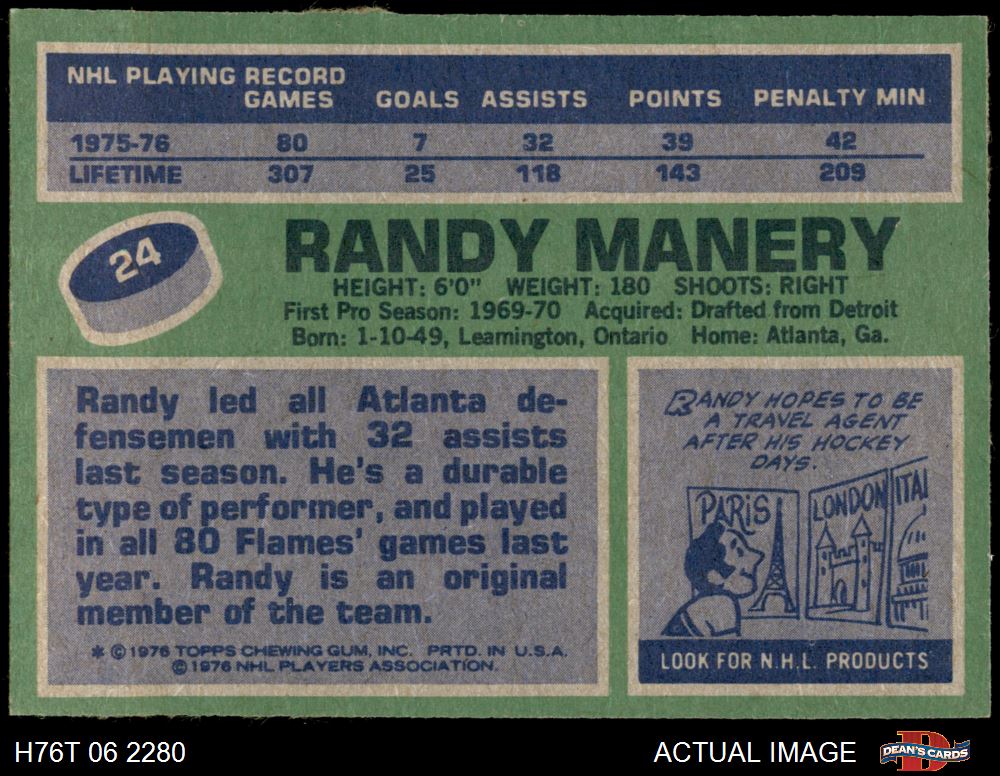 NHL PLAYING RECORD
GAMES GOALS ASSISTS POINTS PENALTY MIN
1975-76 80 7 32 39 42
LIFETIME 307 25 118 143 209
24
RANDY MANERY
HEIGHT: 6'0" WEIGHT: 180 SHOOTS: RIGHT
First Pro Season: 1969-70 Acquired: Drafted from Detroit
Born: 1-10-49, Leamington, Ontario Home: Atlanta, Ga.
Randy led all Atlanta de-
fensemen with 32 assists
last season. He's a durable
type of performer, and played
in all 80 Flames' games last
year. Randy is an original
member of the team.
* © 1976 TOPPS CHEWING GUM, INC. PRTD. IN U.S.A.
© 1976 NHL PLAYERS ASSOCIATION.
RANDY HOPES TO BE
A TRAVEL AGENT
AFTER HIS HOCKEY
DAYS.
PARIS
LONDON
ITA
LOOK FOR N.H.L. PRODUCTS
H76T 06 2280
ACTUAL IMAGE
D
DEAN'S CARDS